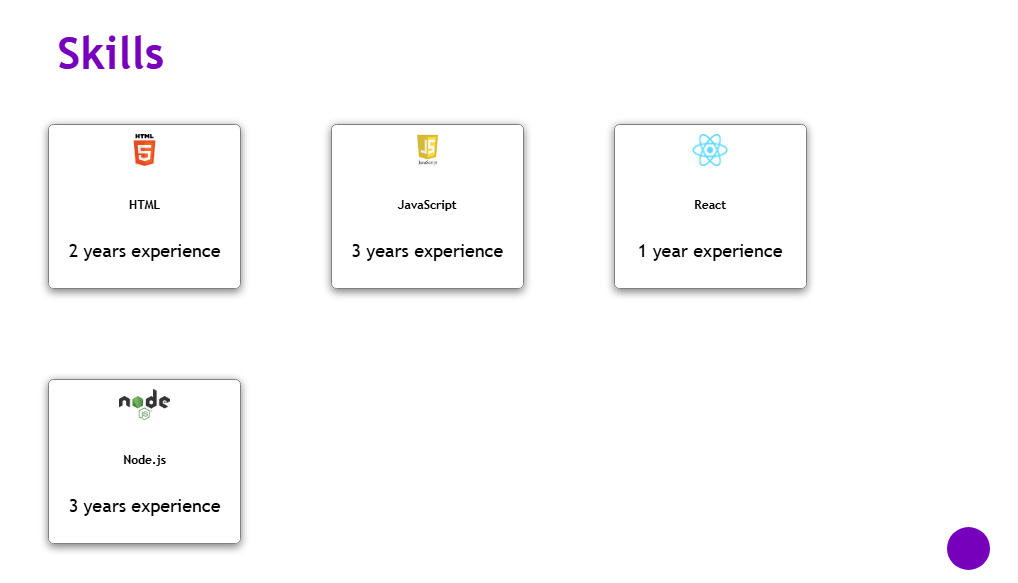 Skills
HTML
5
HTML
2 years experience
JS
JavaScript
JavaScript
3 years experience
React
1 year experience
node
JS
Node.js
3 years experience